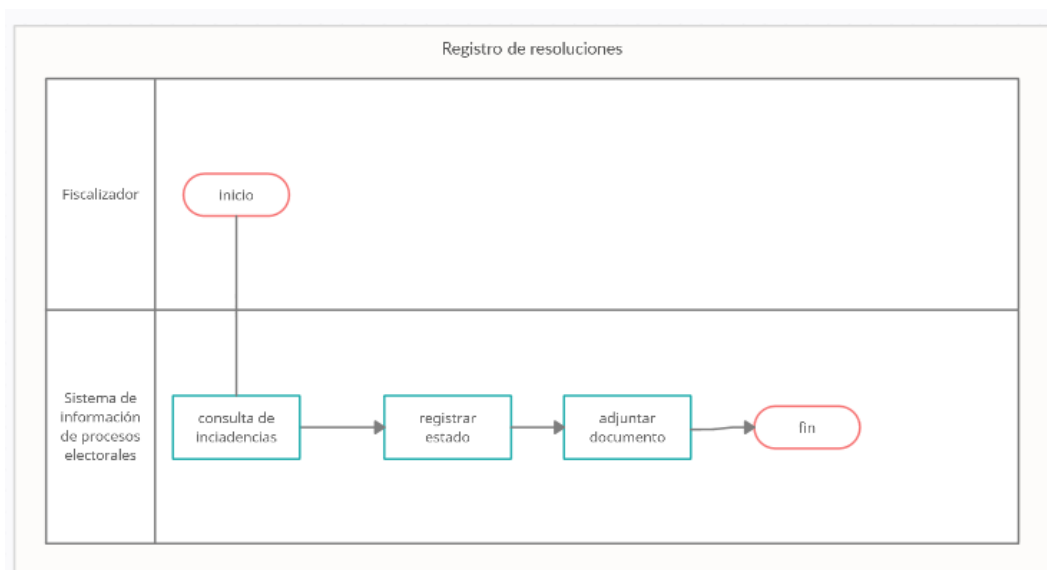 Registro de resoluciones
Fiscalizador
inicio
Sistema de
información
de procesos
electorales
consulta de
inciadencias
registrar
estado
adjuntar
documento
fin